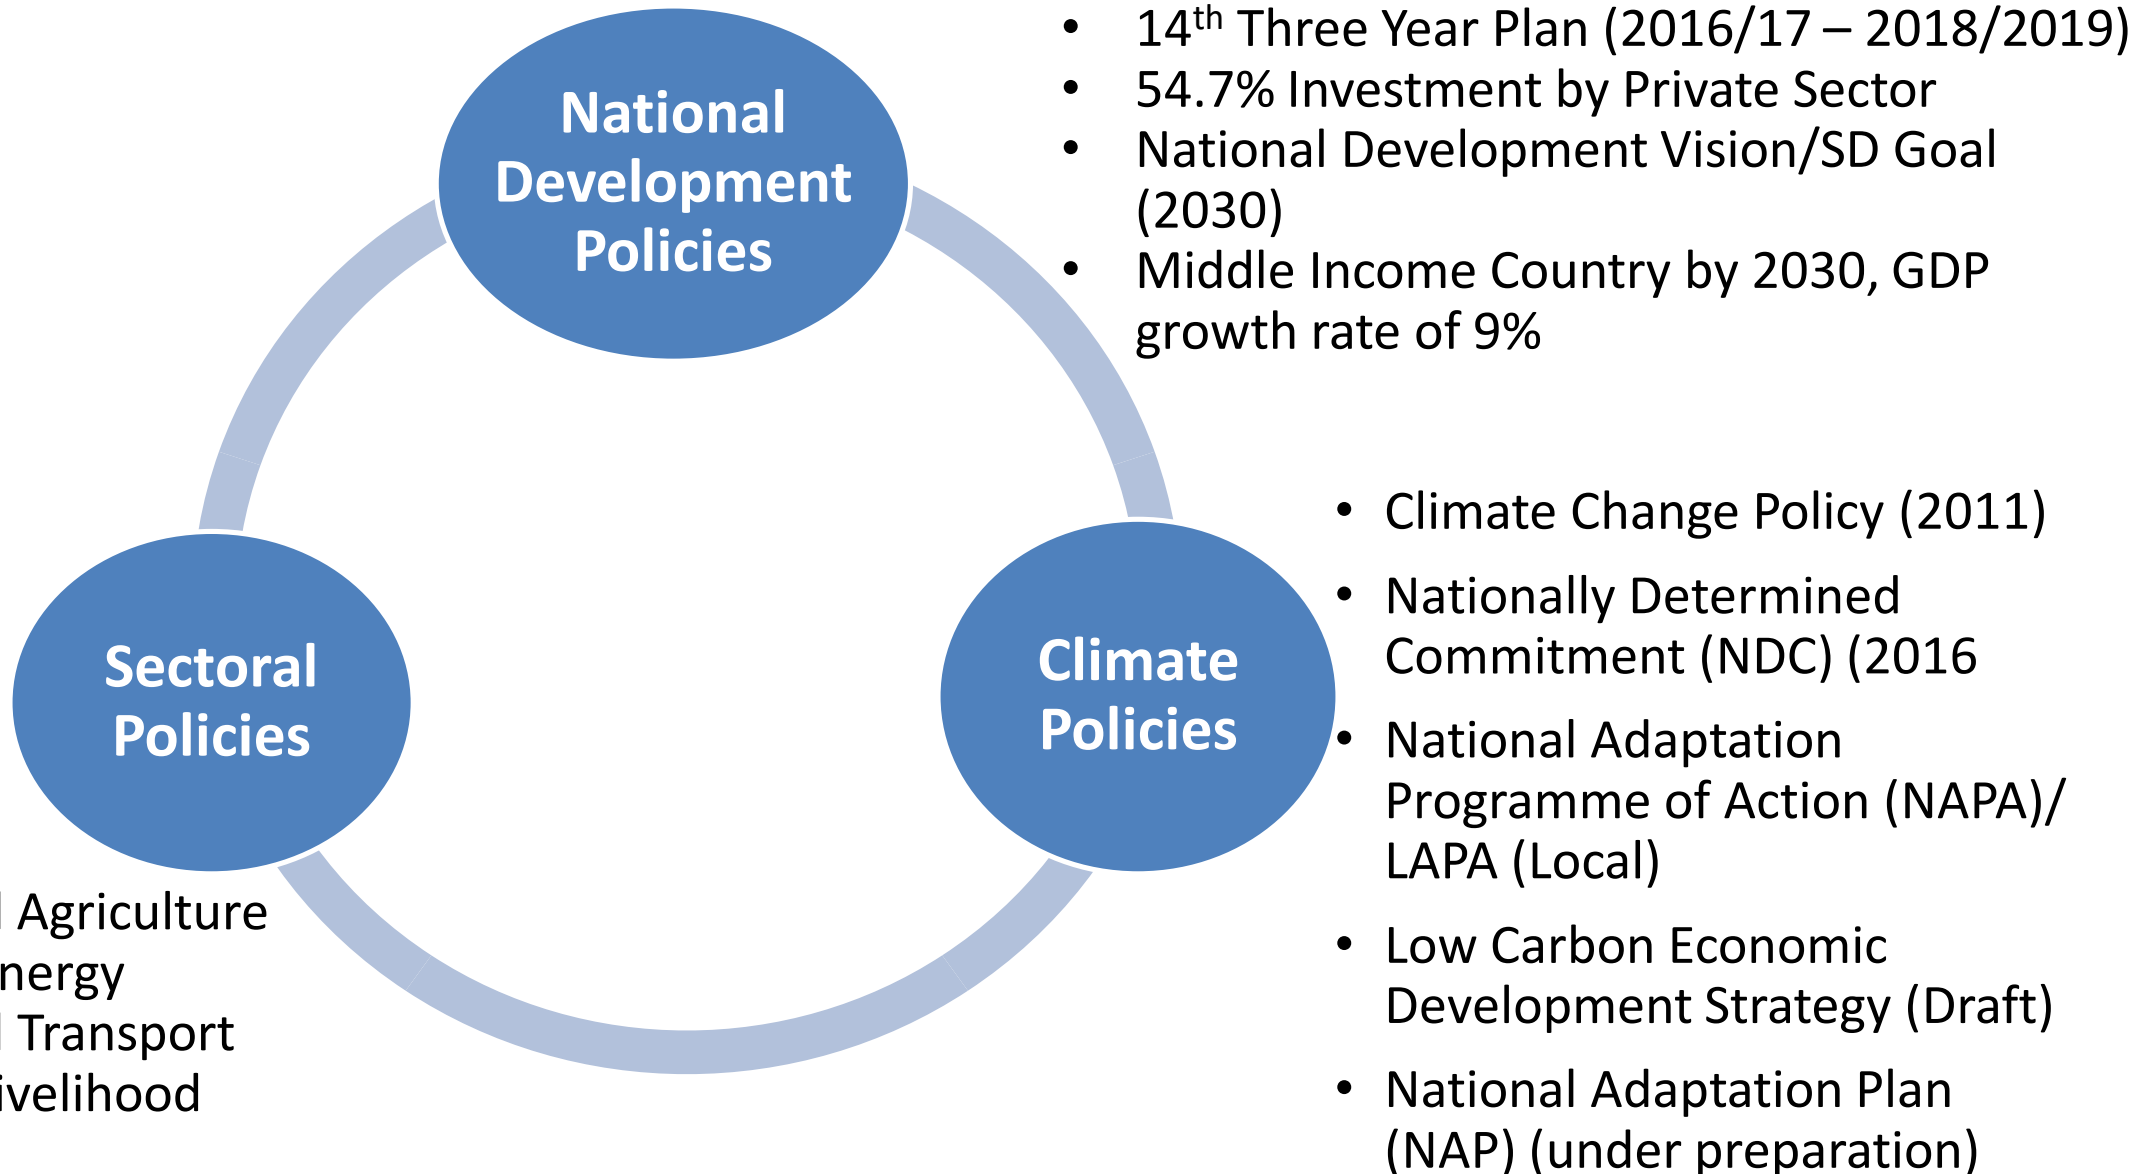 National
Development
Policies
• 14th Three Year Plan (2016/17 – 2018/2019)
• 54.7% Investment by Private Sector
• National Development Vision/SD Goal
(2030)
• Middle Income Country by 2030, GDP
growth rate of 9%
Climate
Policies
• Climate Change Policy (2011)
• Nationally Determined
Commitment (NDC) (2016
• National Adaptation
Programme of Action (NAPA)/
LAPA (Local)
• Low Carbon Economic
Development Strategy (Draft)
• National Adaptation Plan
(NAP) (under preparation)
Sectoral
Policies
Agriculture
nergy
Transport
ivelihood